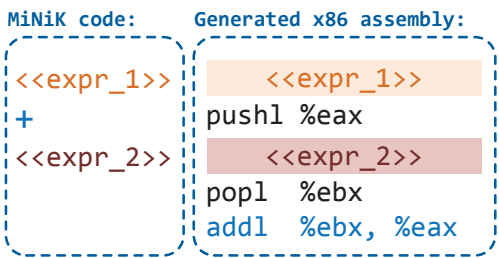 MiNiK code:
Generated x86 assembly:
<<expr_1>>
+
<<expr_2>>
<<expr_1>>
pushl %eax
<<expr_2>>
popl %ebx
addl %ebx, %eax